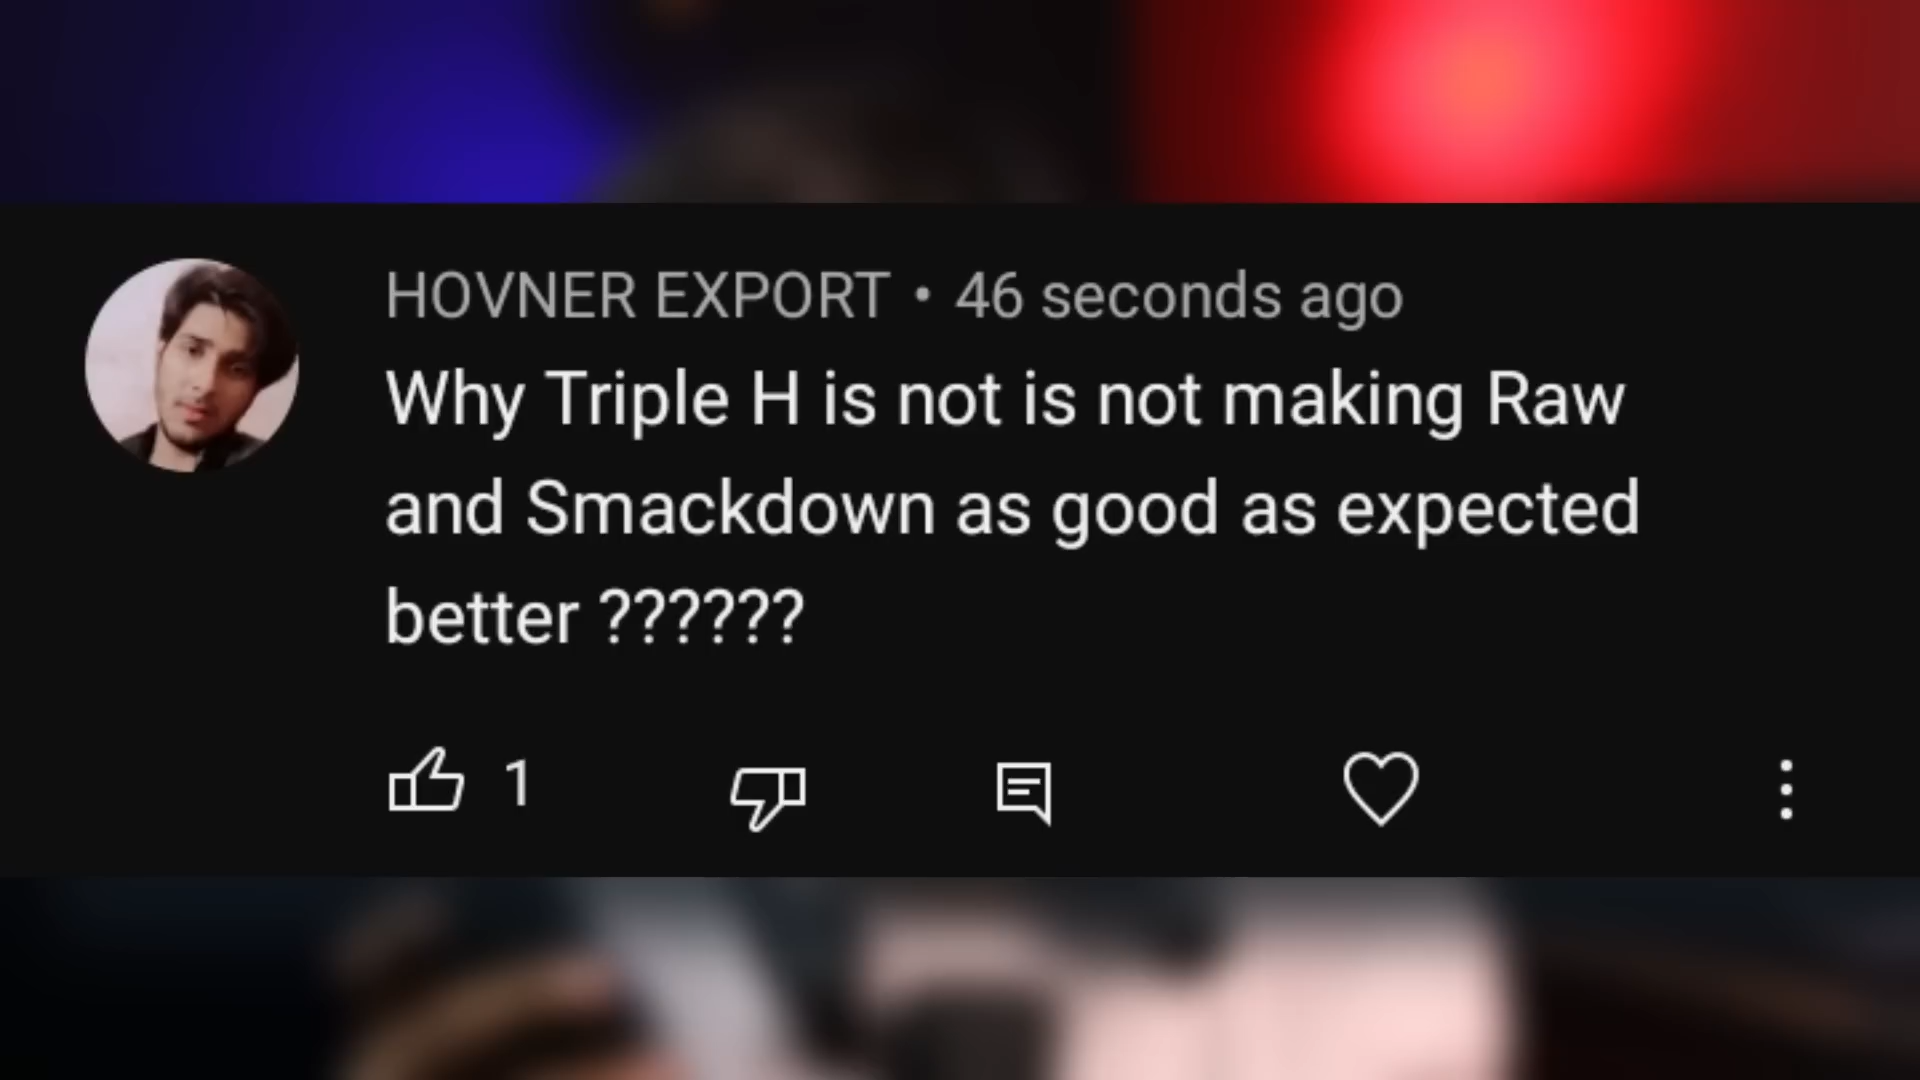 HOVNER EXPORT • 46 seconds ago
Why Triple H is not is not making Raw
and Smackdown as good as expected
better ??????
1